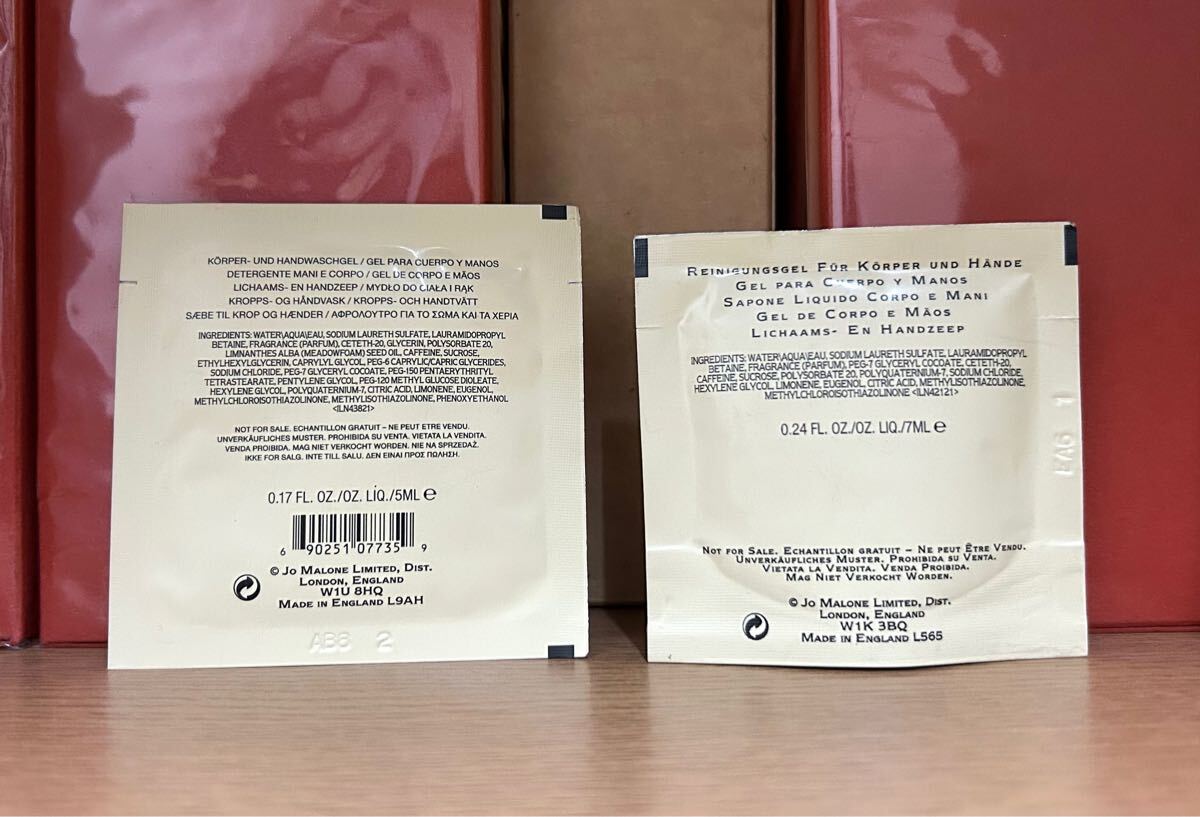 KÖRPER- UND HANDWASCHGEL / GEL PARA CUERPO Y MANOS
DETERGENTE MANI E CORPO / GEL DE CORPO E MÃOS
LICHAAMS- EN HANDZEEP / MYDŁO DO CIAŁA I RĄK
KROPPS- OG HÅNDVASK / KROPPS- OCH HANDTVÄTT
SÆBE TIL KROP OG HÆNDER / ΑΦΡΟΛΟΥΤΡΟ ΓΙΑ ΤΟ ΣΩΜΑ ΚΑΙ ΤΑ ΧΕΡΙΑ
INGREDIENTS: WATER\AQUA\EAU, SODIUM LAURETH SULFATE, LAURAMIDOPROPYL
BETAINE, FRAGRANCE (PARFUM), CETETH-20, GLYCERIN, POLYSORBATE 20,
LIMNANTHES ALBA (MEADOWFOAM) SEED OIL, CAFFEINE, SUCROSE,
ETHYLHEXYLGLYCERIN, CAPRYLYL GLYCOL, PEG-6 CAPRYLIC/CAPRIC GLYCERIDES,
SODIUM CHLORIDE, PEG-7 GLYCERYL COCOATE, PEG-150 PENTAERYTHRITYL
TETRASTEARATE, PENTYLENE GLYCOL, PEG-120 METHYL GLUCOSE DIOLEATE,
HEXYLENE GLYCOL, POLYQUATERNIUM-7, CITRIC ACID, LIMONENE, EUGENOL,
METHYLCHLOROISOTHIAZOLINONE, METHYLISOTHIAZOLINONE, PHENOXYETHANOL
<ILN43821>
NOT FOR SALE. ECHANTILLON GRATUIT – NE PEUT ETRE VENDU.
UNVERKÄUFLICHES MUSTER. PROHIBIDA SU VENTA. VIETATA LA VENDITA.
VENDA PROIBIDA. MAG NIET VERKOCHT WORDEN. NIE NA SPRZEDAŻ.
IKKE FOR SALG. INTE TILL SALU. ΔΕΝ ΕΙΝΑΙ ΠΡΟΣ ΠΩΛΗΣΗ.
0.17 FL. OZ./OZ. LIQ./5ML ℮
6 90251 07735 9
© JO MALONE LIMITED, DIST.
LONDON, ENGLAND
W1U 8HQ
MADE IN ENGLAND L9AH
AB8 2
REINIGUNGSGEL FÜR KÖRPER UND HÄNDE
GEL PARA CUERPO Y MANOS
SAPONE LIQUIDO CORPO E MANI
GEL DE CORPO E MÃOS
LICHAAMS- EN HANDZEEP
INGREDIENTS: WATER\AQUA\EAU, SODIUM LAURETH SULFATE, LAURAMIDOPROPYL
BETAINE, FRAGRANCE (PARFUM), PEG-7 GLYCERYL COCOATE, CETETH-20,
CAFFEINE, SUCROSE, POLYSORBATE 20, POLYQUATERNIUM-7, SODIUM CHLORIDE,
HEXYLENE GLYCOL, LIMONENE, EUGENOL, CITRIC ACID, METHYLISOTHIAZOLINONE,
METHYLCHLOROISOTHIAZOLINONE <ILN42121>
0.24 FL. OZ./OZ. LIQ./7ML ℮
EA6 1
NOT FOR SALE. ECHANTILLON GRATUIT – NE PEUT ÊTRE VENDU.
UNVERKÄUFLICHES MUSTER. PROHIBIDA SU VENTA.
VIETATA LA VENDITA. VENDA PROIBIDA.
MAG NIET VERKOCHT WORDEN.
© JO MALONE LIMITED, DIST.
LONDON, ENGLAND
W1K 3BQ
MADE IN ENGLAND L565